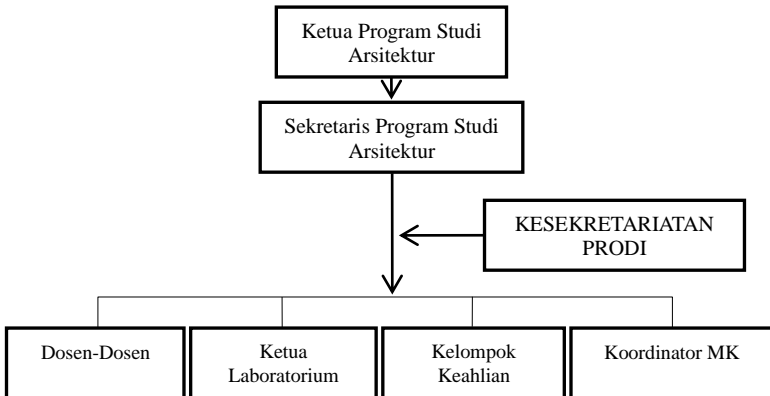 Ketua Program Studi
Arsitektur
Sekretaris Program Studi
Arsitektur
KESEKRETARIATAN
PRODI
Dosen-Dosen
Ketua
Laboratorium
Kelompok
Keahlian
Koordinator MK